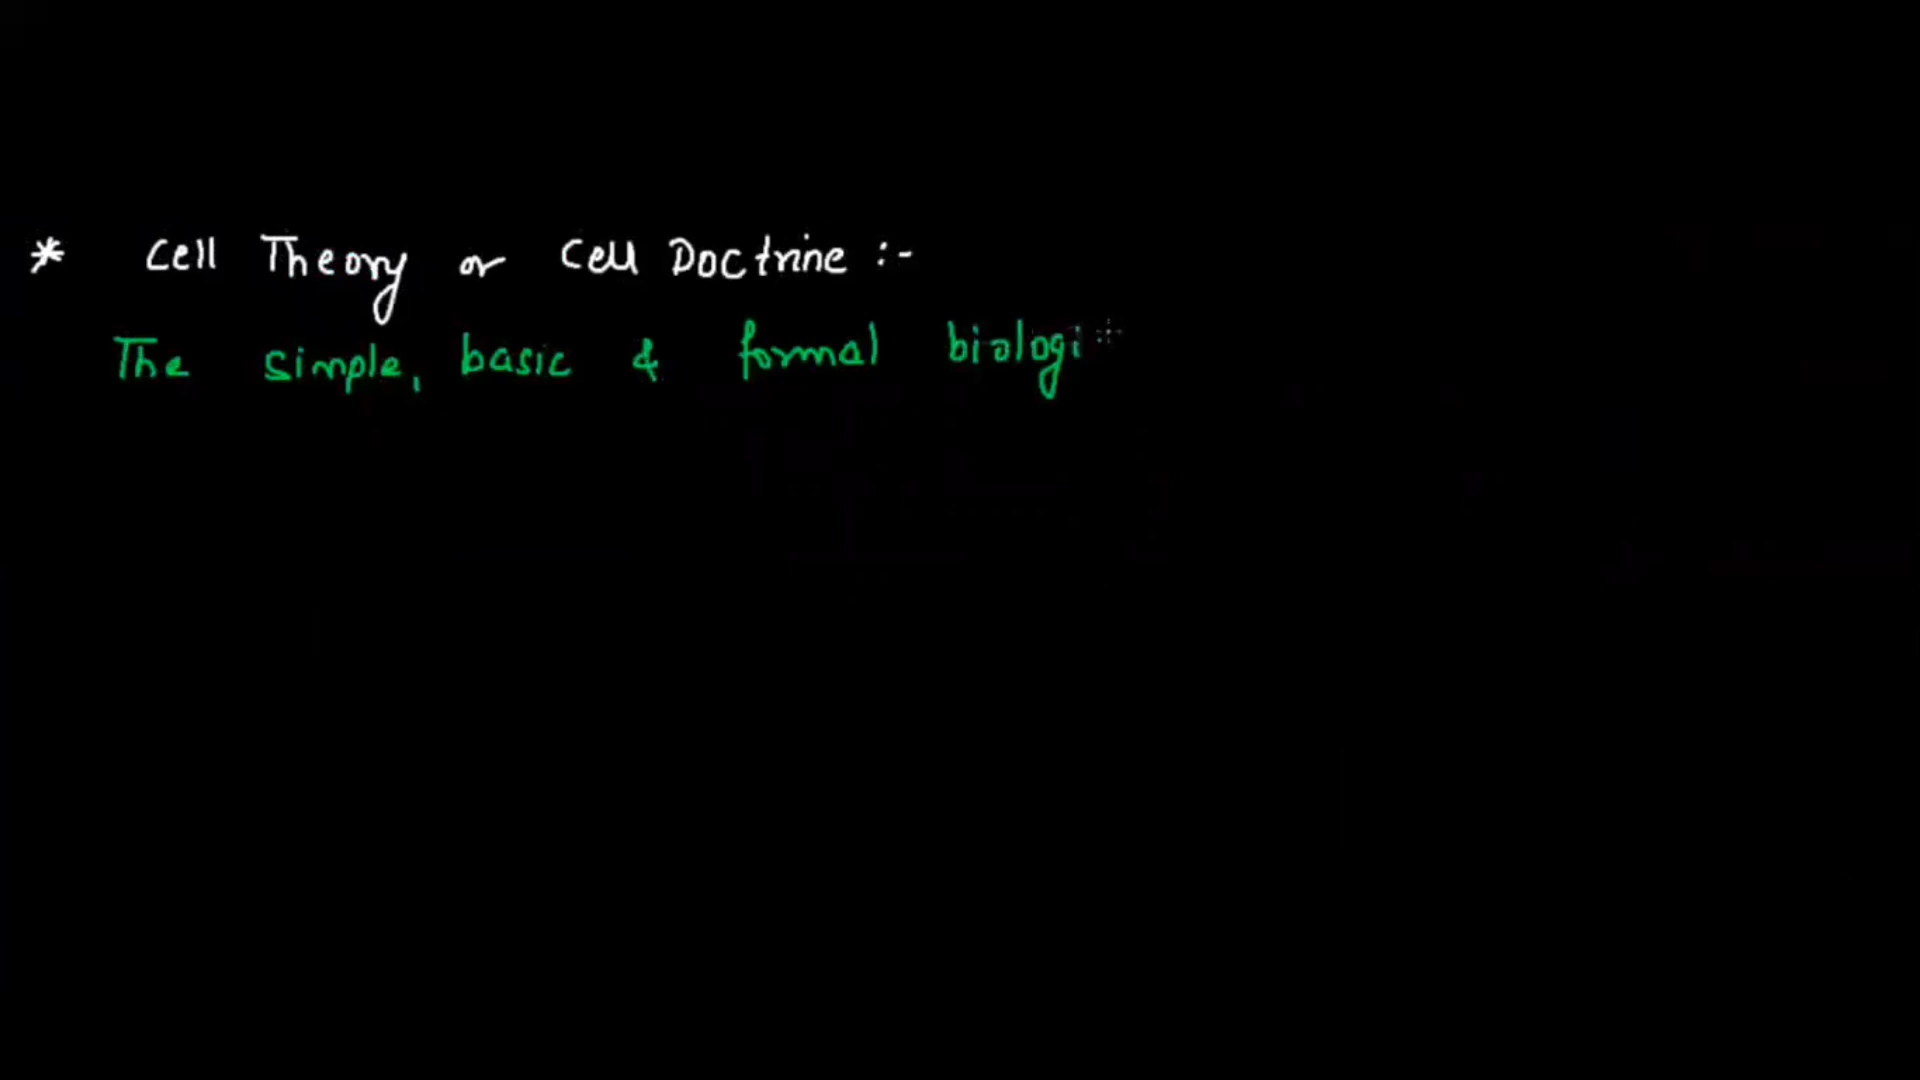 * Cell Theory or Cell Doctrine :-
The simple, basic & formal biologi